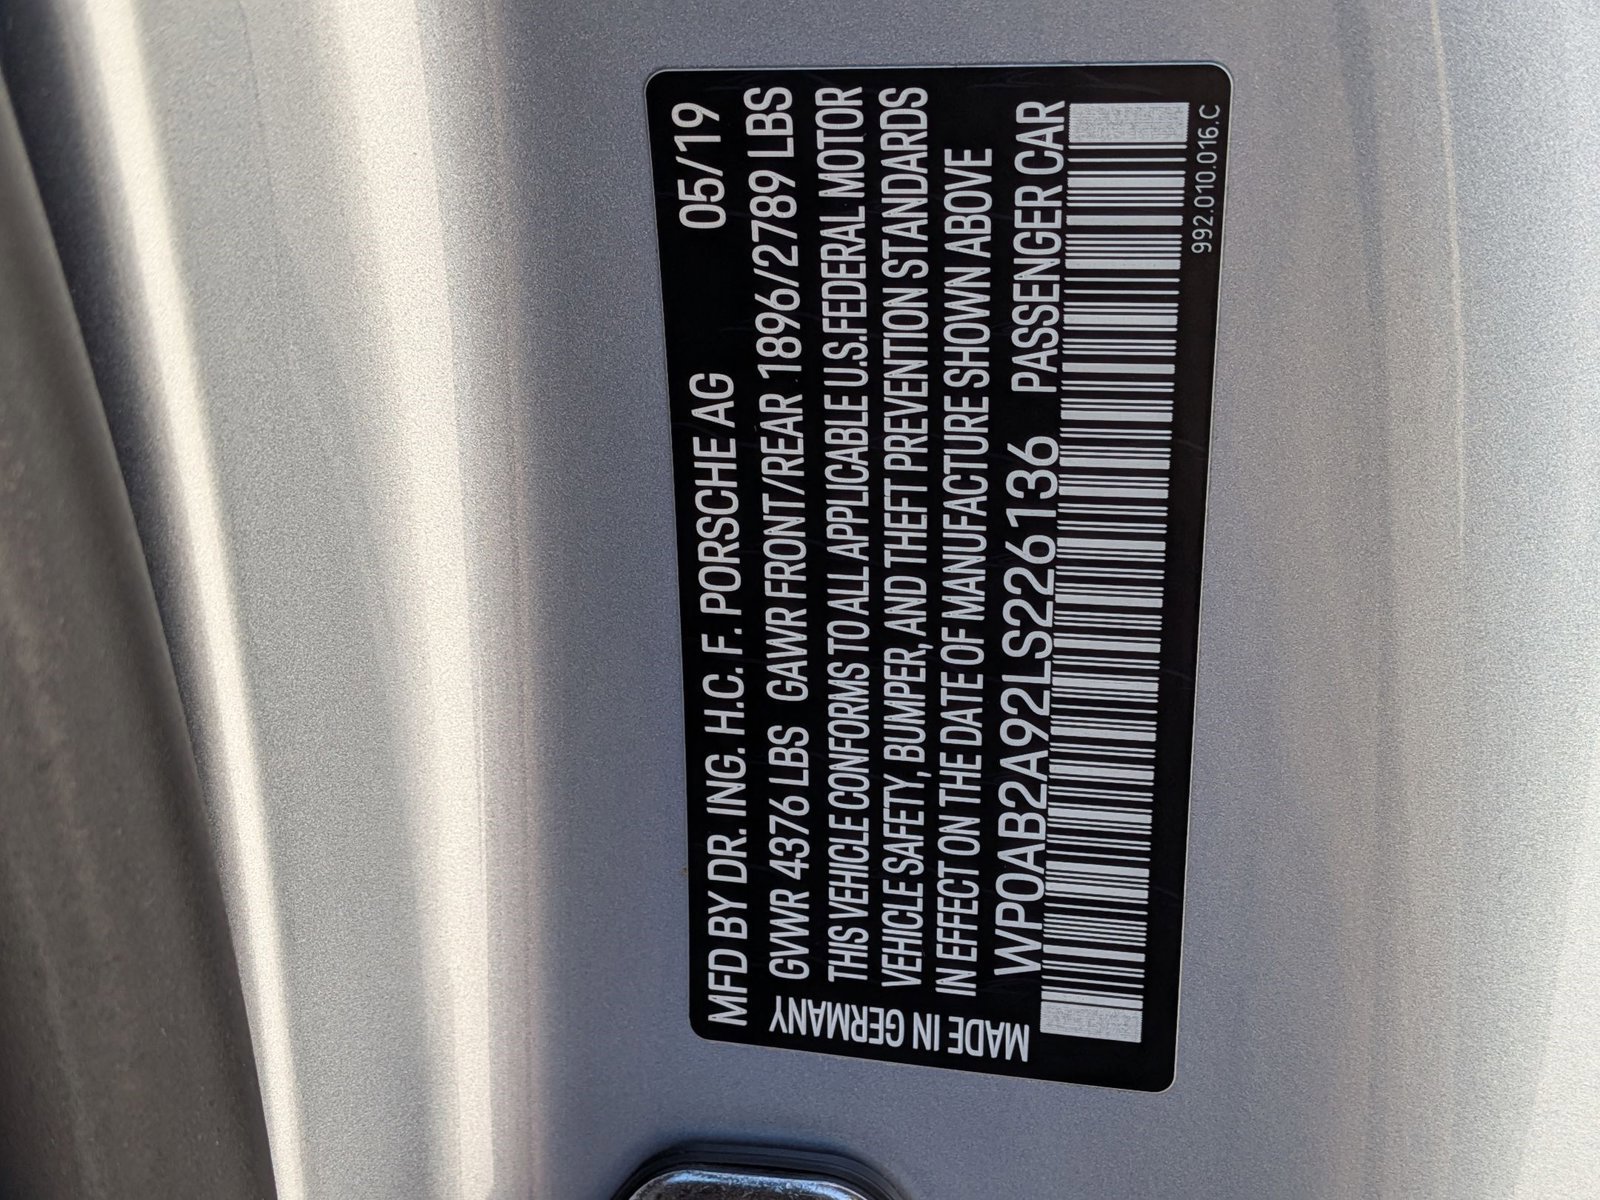 MFD BY DR. ING. H.C. F. PORSCHE AG 05/19
GVWR 4376 LBS GAWR FRONT/REAR 1896/2789 LBS
THIS VEHICLE CONFORMS TO ALL APPLICABLE U.S.FEDERAL MOTOR
VEHICLE SAFETY, BUMPER, AND THEFT PREVENTION STANDARDS
IN EFFECT ON THE DATE OF MANUFACTURE SHOWN ABOVE
WP0AB2A92LS226136 PASSENGER CAR
992.010.016.C
MADE IN GERMANY